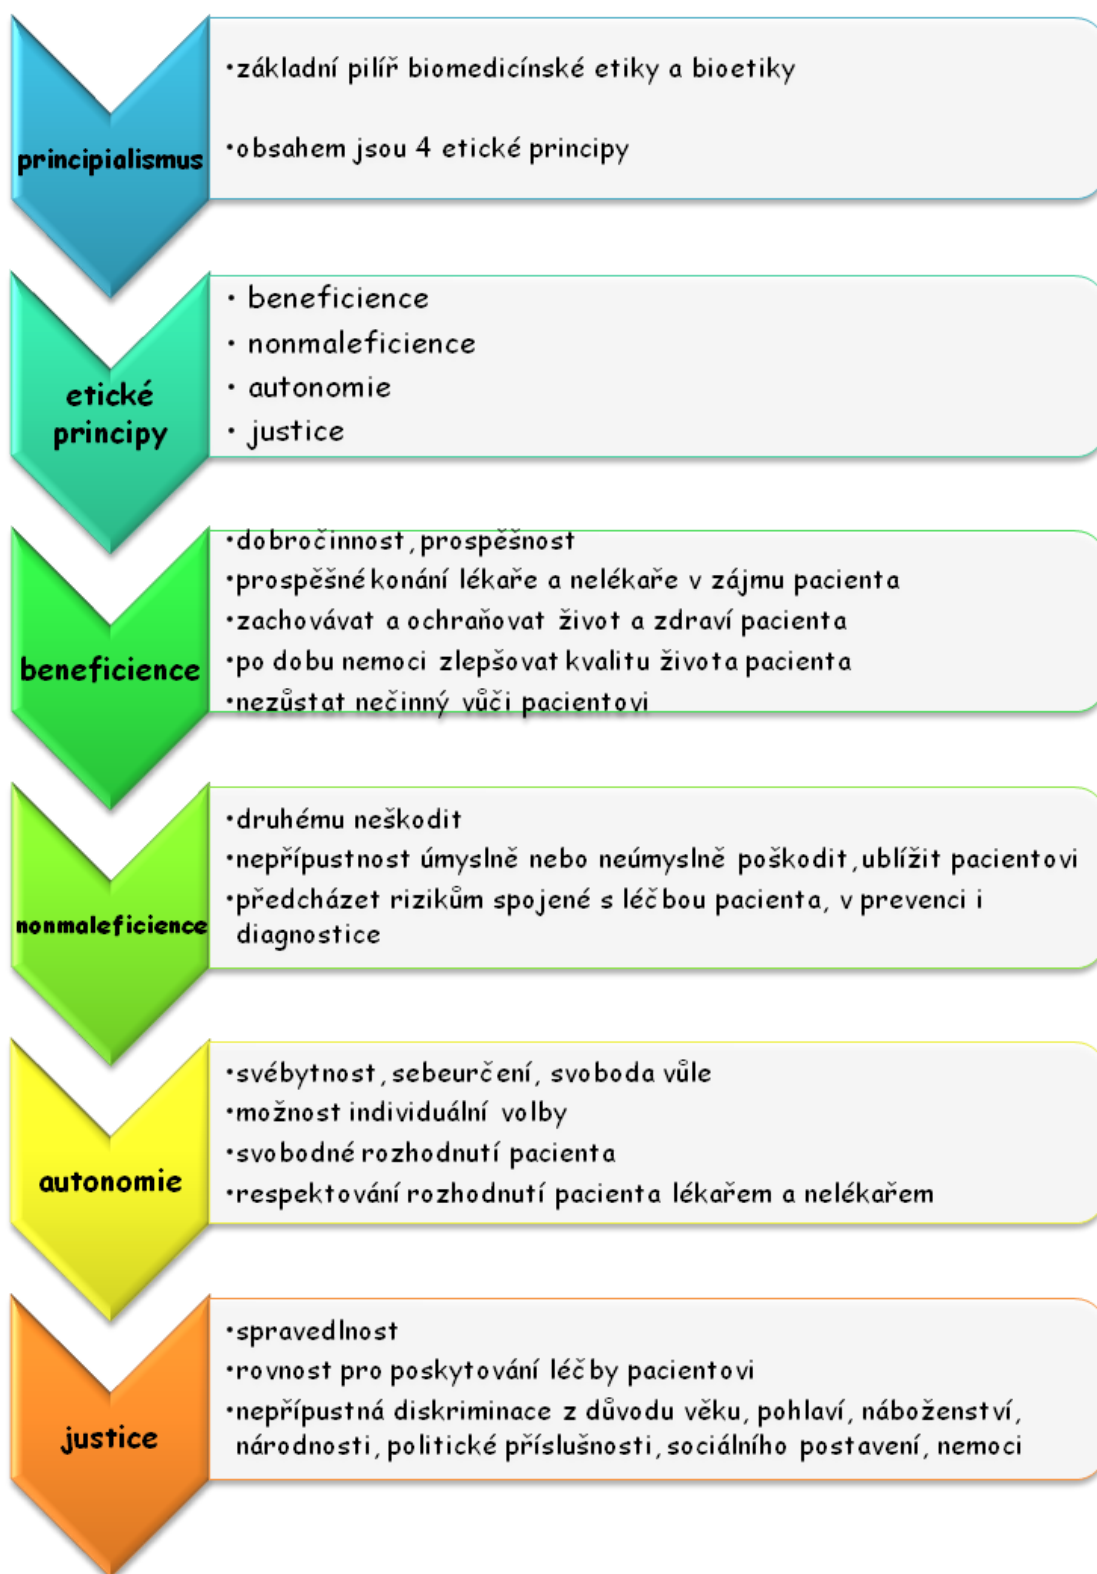 principialismus
•základní pilíř biomedicínské etiky a bioetiky
•obsahem jsou 4 etické principy
etické
principy
• beneficience
• nonmaleficience
• autonomie
• justice
beneficience
•dobročinnost, prospěšnost
•prospěšné konání lékaře a nelékaře v zájmu pacienta
•zachovávat a ochraňovat život a zdraví pacienta
•po dobu nemoci zlepšovat kvalitu života pacienta
•nezůstat nečinný vůči pacientovi
nonmaleficience
•druhému neškodit
•nepřípustnost úmyslně nebo neúmyslně poškodit, ublížit pacientovi
•předcházet rizikům spojené s léčbou pacienta, v prevenci i
diagnostice
autonomie
•svébytnost, sebeurčení, svoboda vůle
•možnost individuální volby
•svobodné rozhodnutí pacienta
•respektování rozhodnutí pacienta lékařem a nelékařem
justice
•spravedlnost
•rovnost pro poskytování léčby pacientovi
•nepřípustná diskriminace z důvodu věku, pohlaví, náboženství,
národnosti, politické příslušnosti, sociálního postavení, nemoci